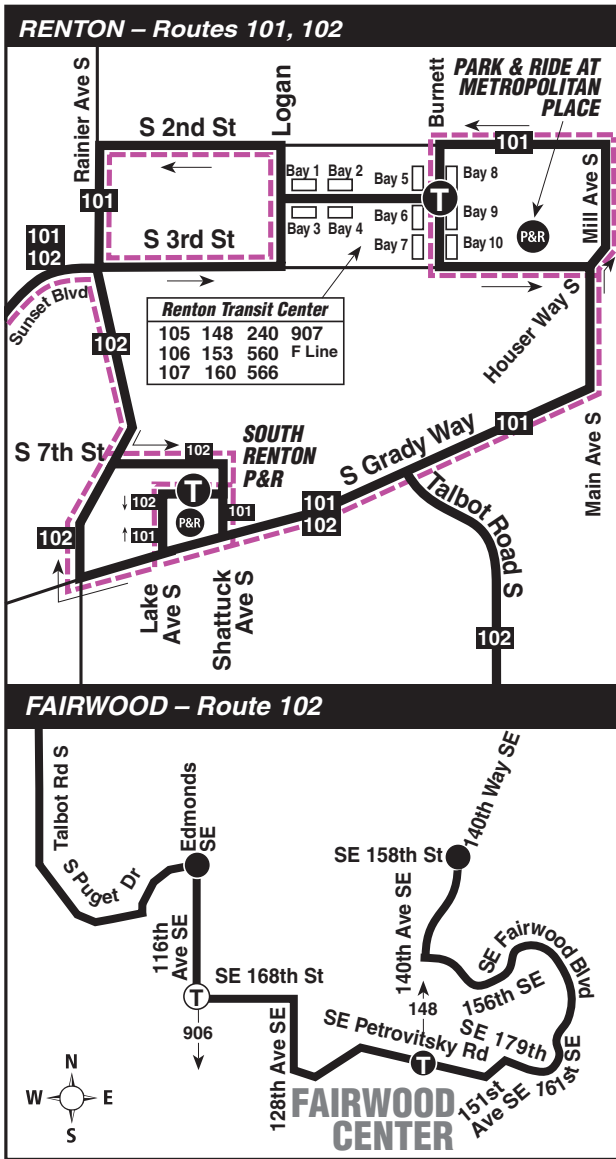 RENTON – Routes 101, 102
Rainier Ave S
S 2nd St
Logan
Burnett
PARK & RIDE AT
METROPOLITAN
PLACE
101
Bay 1
Bay 2
Bay 5
Bay 8
T
101
Bay 3
Bay 4
Bay 6
Bay 9
Bay 7
Bay 10
P&R
Mill Ave S
101
102
S 3rd St
Sunset Blvd
Renton Transit Center
105 148 240 907
106 153 560 F Line
107 160 566
Houser Way S
102
S 7th St
102
SOUTH
RENTON
P&R
S Grady Way
101
Main Ave S
T
102
P&R
101
101
101
102
102
Talbot Road S
Lake
Ave S
Shattuck
Ave S
102
FAIRWOOD – Route 102
Talbot Rd S
S Puget Dr
Edmonds
SE
140th Way SE
SE 158th St
116th
Ave SE
140th Ave SE
SE Fairwood Blvd
T
SE 168th St
906
148
156th SE
128th Ave SE
SE Petrovitsky Rd
SE 179th
T
161st SE
151st
Ave SE
FAIRWOOD
CENTER
N
W
E
S